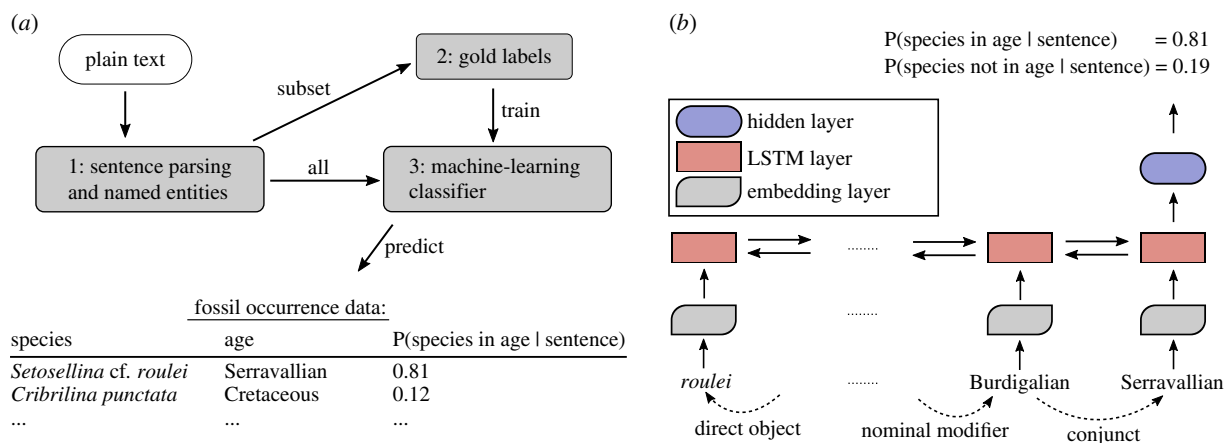 (a)
plain text
2: gold labels
subset
train
1: sentence parsing
and named entities
all
3: machine-learning
classifier
predict
fossil occurrence data:
species age P(species in age | sentence)
Setosellina cf. roulei Serravallian 0.81
Cribrilina punctata Cretaceous 0.12
... ... ...
(b)
P(species in age | sentence) = 0.81
P(species not in age | sentence) = 0.19
hidden layer
LSTM layer
embedding layer
........
........
roulei ........ Burdigalian Serravallian
direct object nominal modifier conjunct